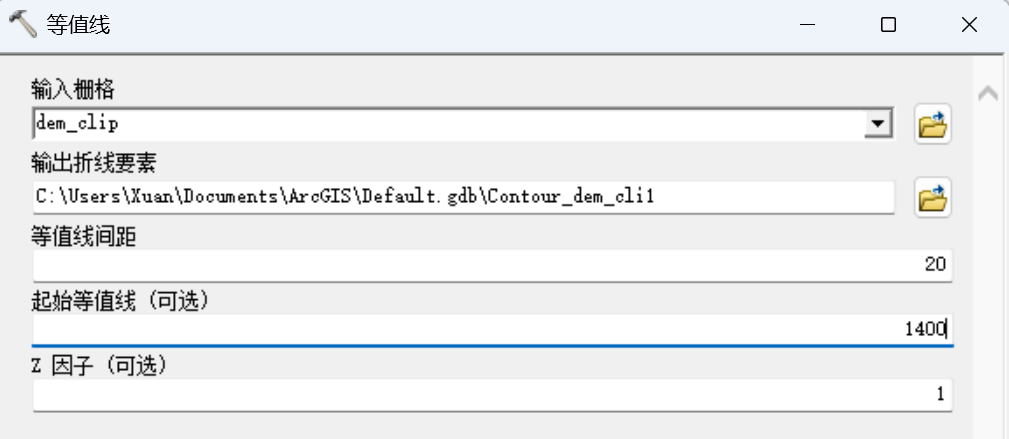 等值线
输入栅格
dem_clip
输出折线要素
C:\Users\Xuan\Documents\ArcGIS\Default.gdb\Contour_dem_cli1
等值线间距
20
起始等值线 (可选)
1400
Z 因子 (可选)
1